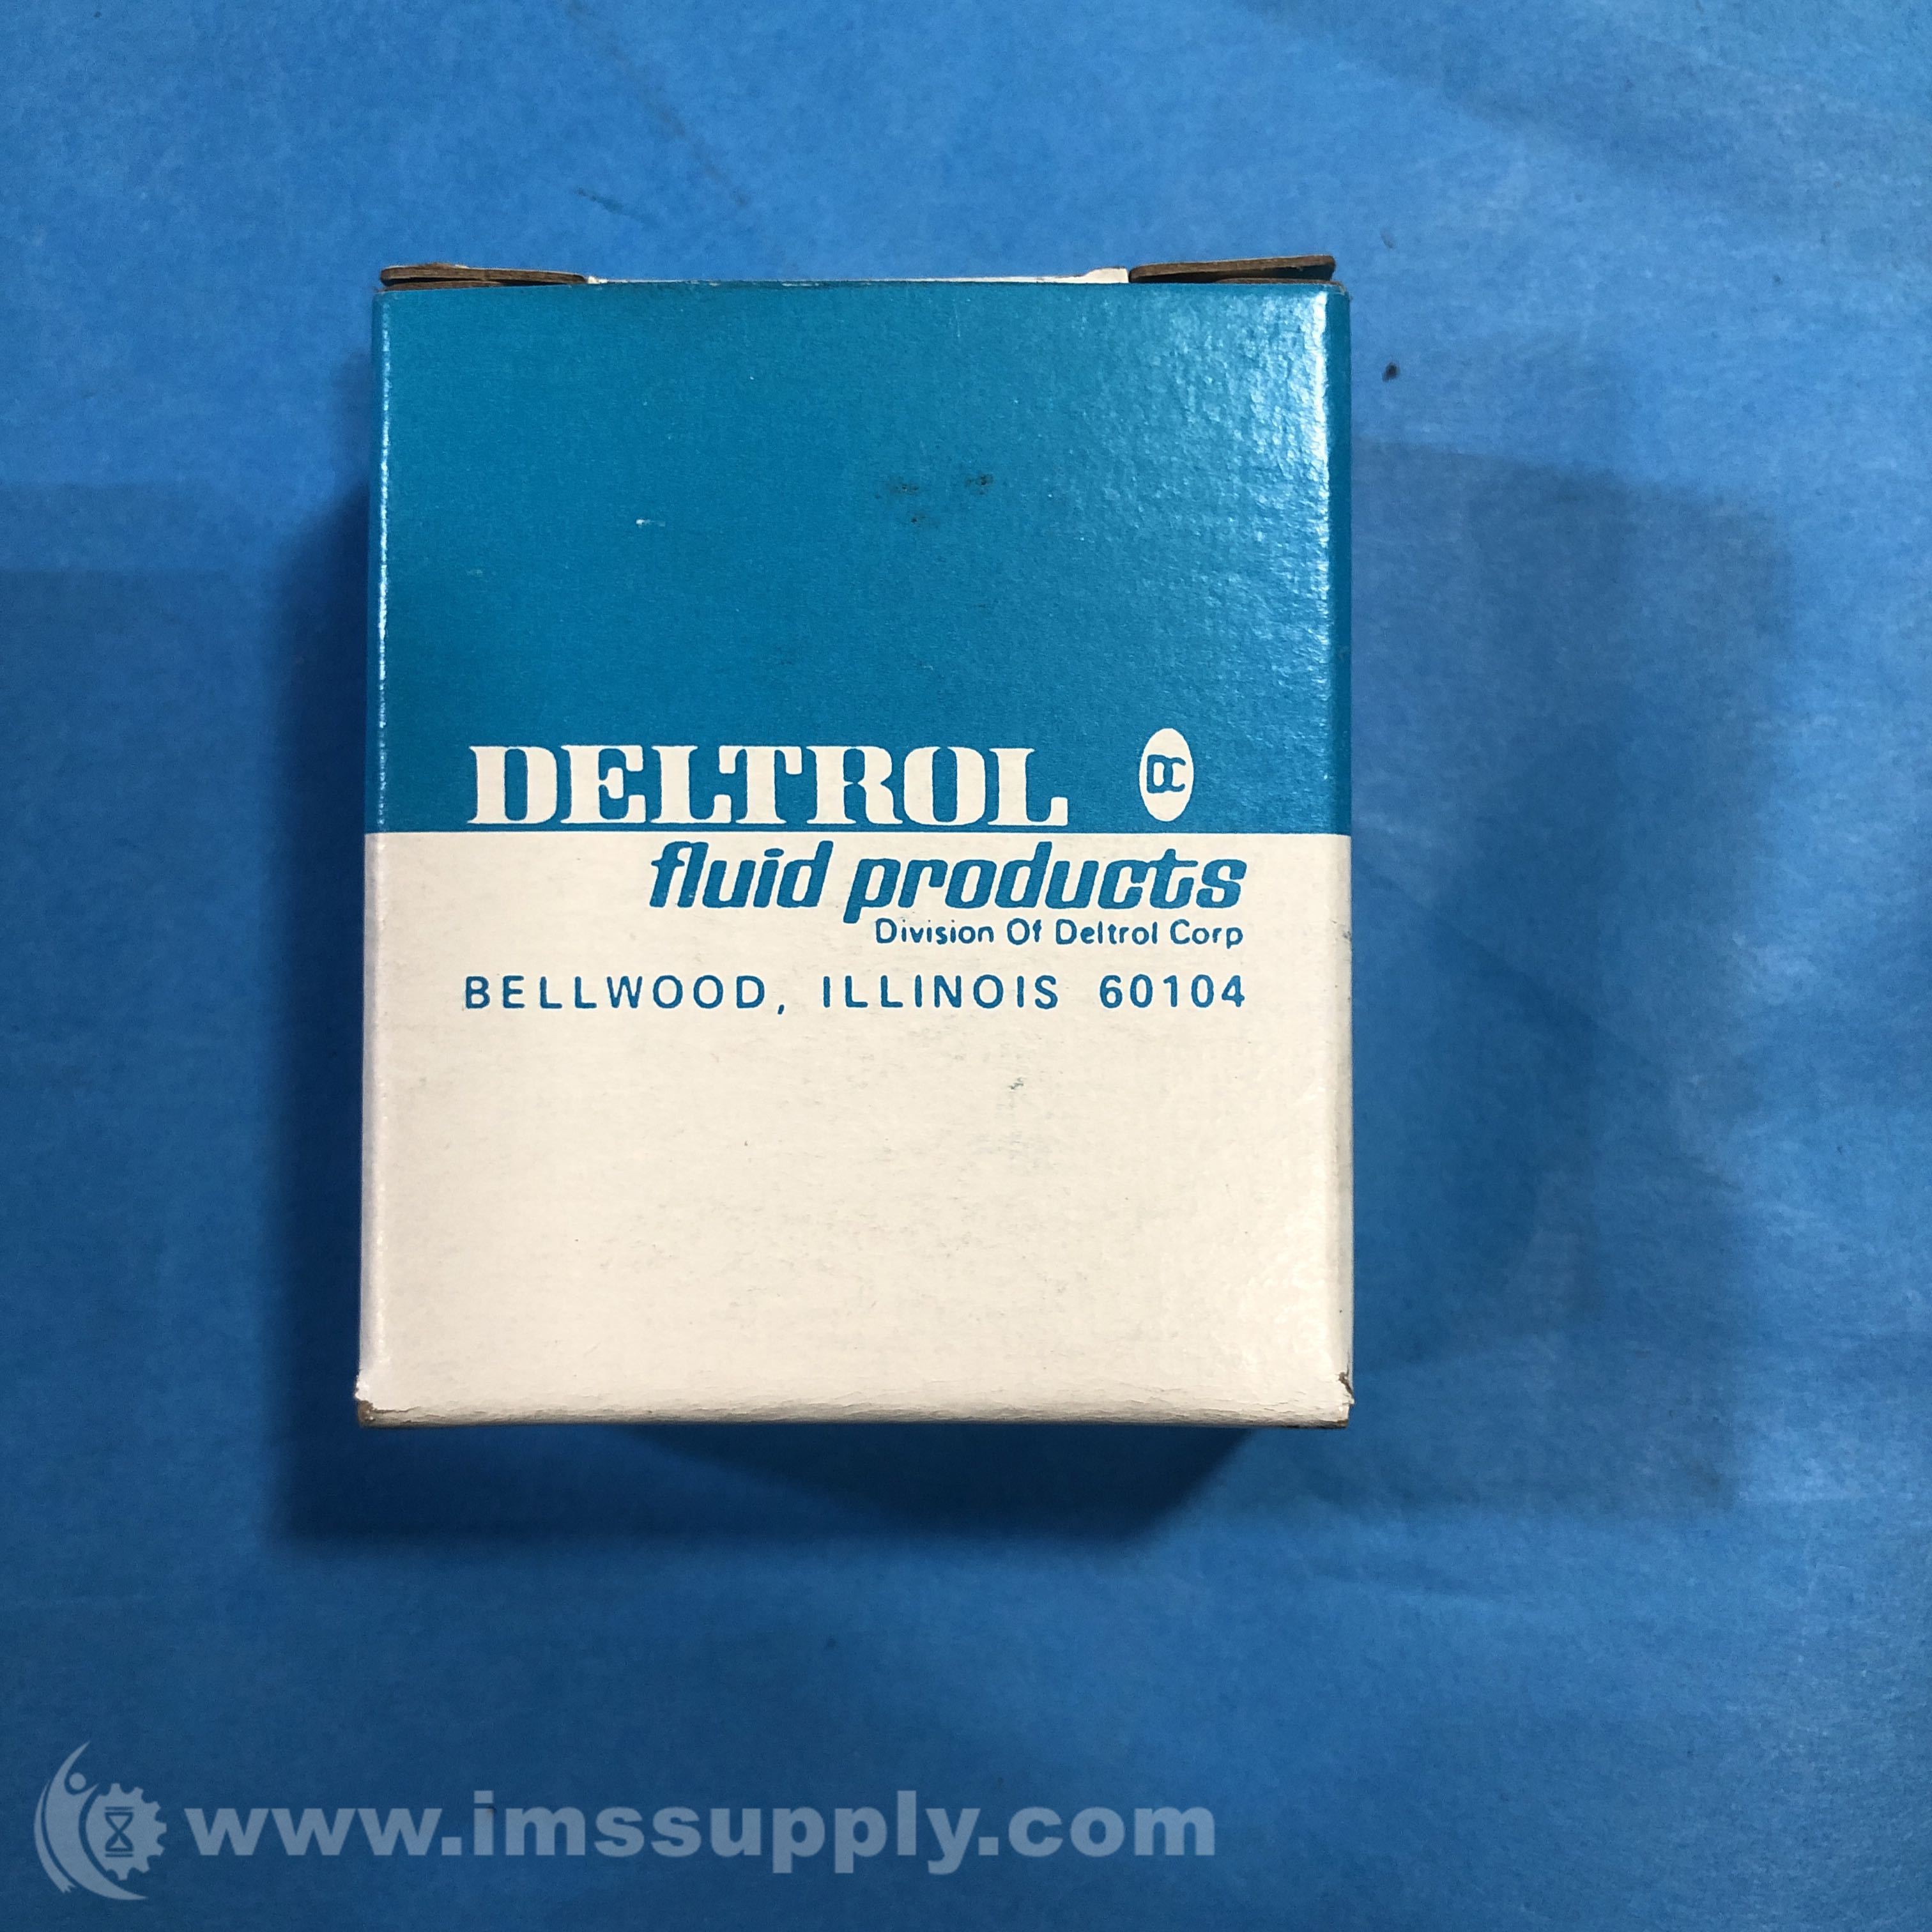 DELTROL DC
fluid products
Division Of Deltrol Corp
BELLWOOD, ILLINOIS 60104
www.imssupply.com